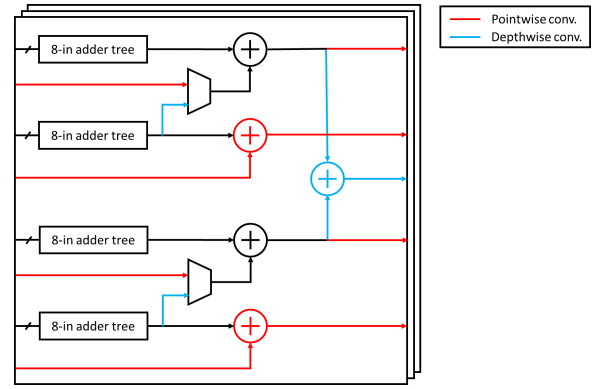 8-in adder tree
8-in adder tree
8-in adder tree
8-in adder tree
Pointwise conv.
Depthwise conv.